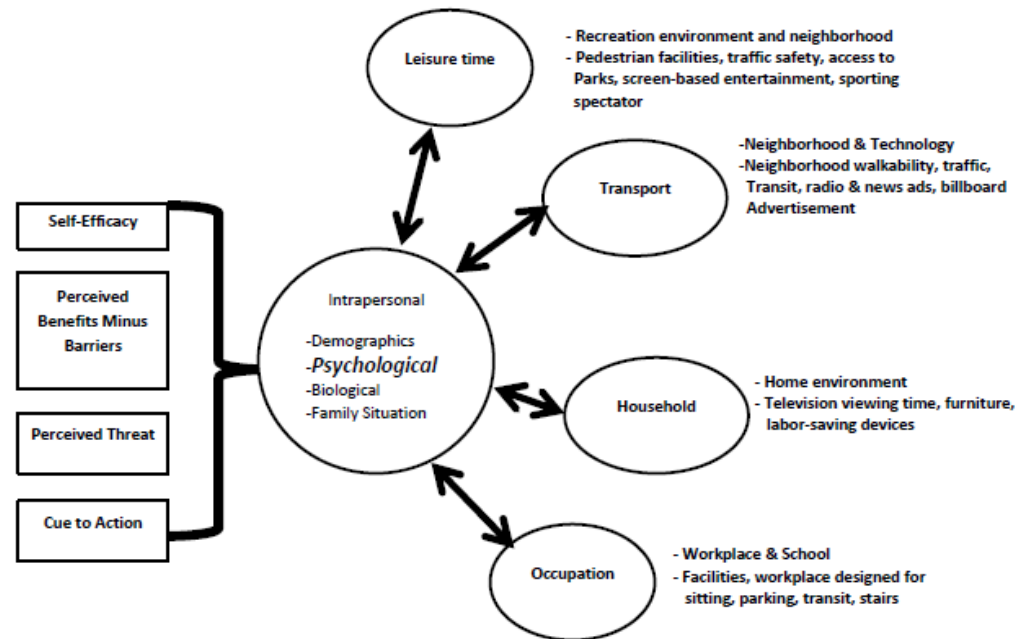 Leisure time
- Recreation environment and neighborhood
- Pedestrian facilities, traffic safety, access to
Parks, screen-based entertainment, sporting
spectator
Transport
-Neighborhood & Technology
-Neighborhood walkability, traffic,
Transit, radio & news ads, billboard
Advertisement
Self-Efficacy
Perceived
Benefits Minus
Barriers
Perceived Threat
Cue to Action
Intrapersonal
-Demographics
-Psychological
-Biological
-Family Situation
Household
- Home environment
- Television viewing time, furniture,
labor-saving devices
Occupation
- Workplace & School
- Facilities, workplace designed for
sitting, parking, transit, stairs